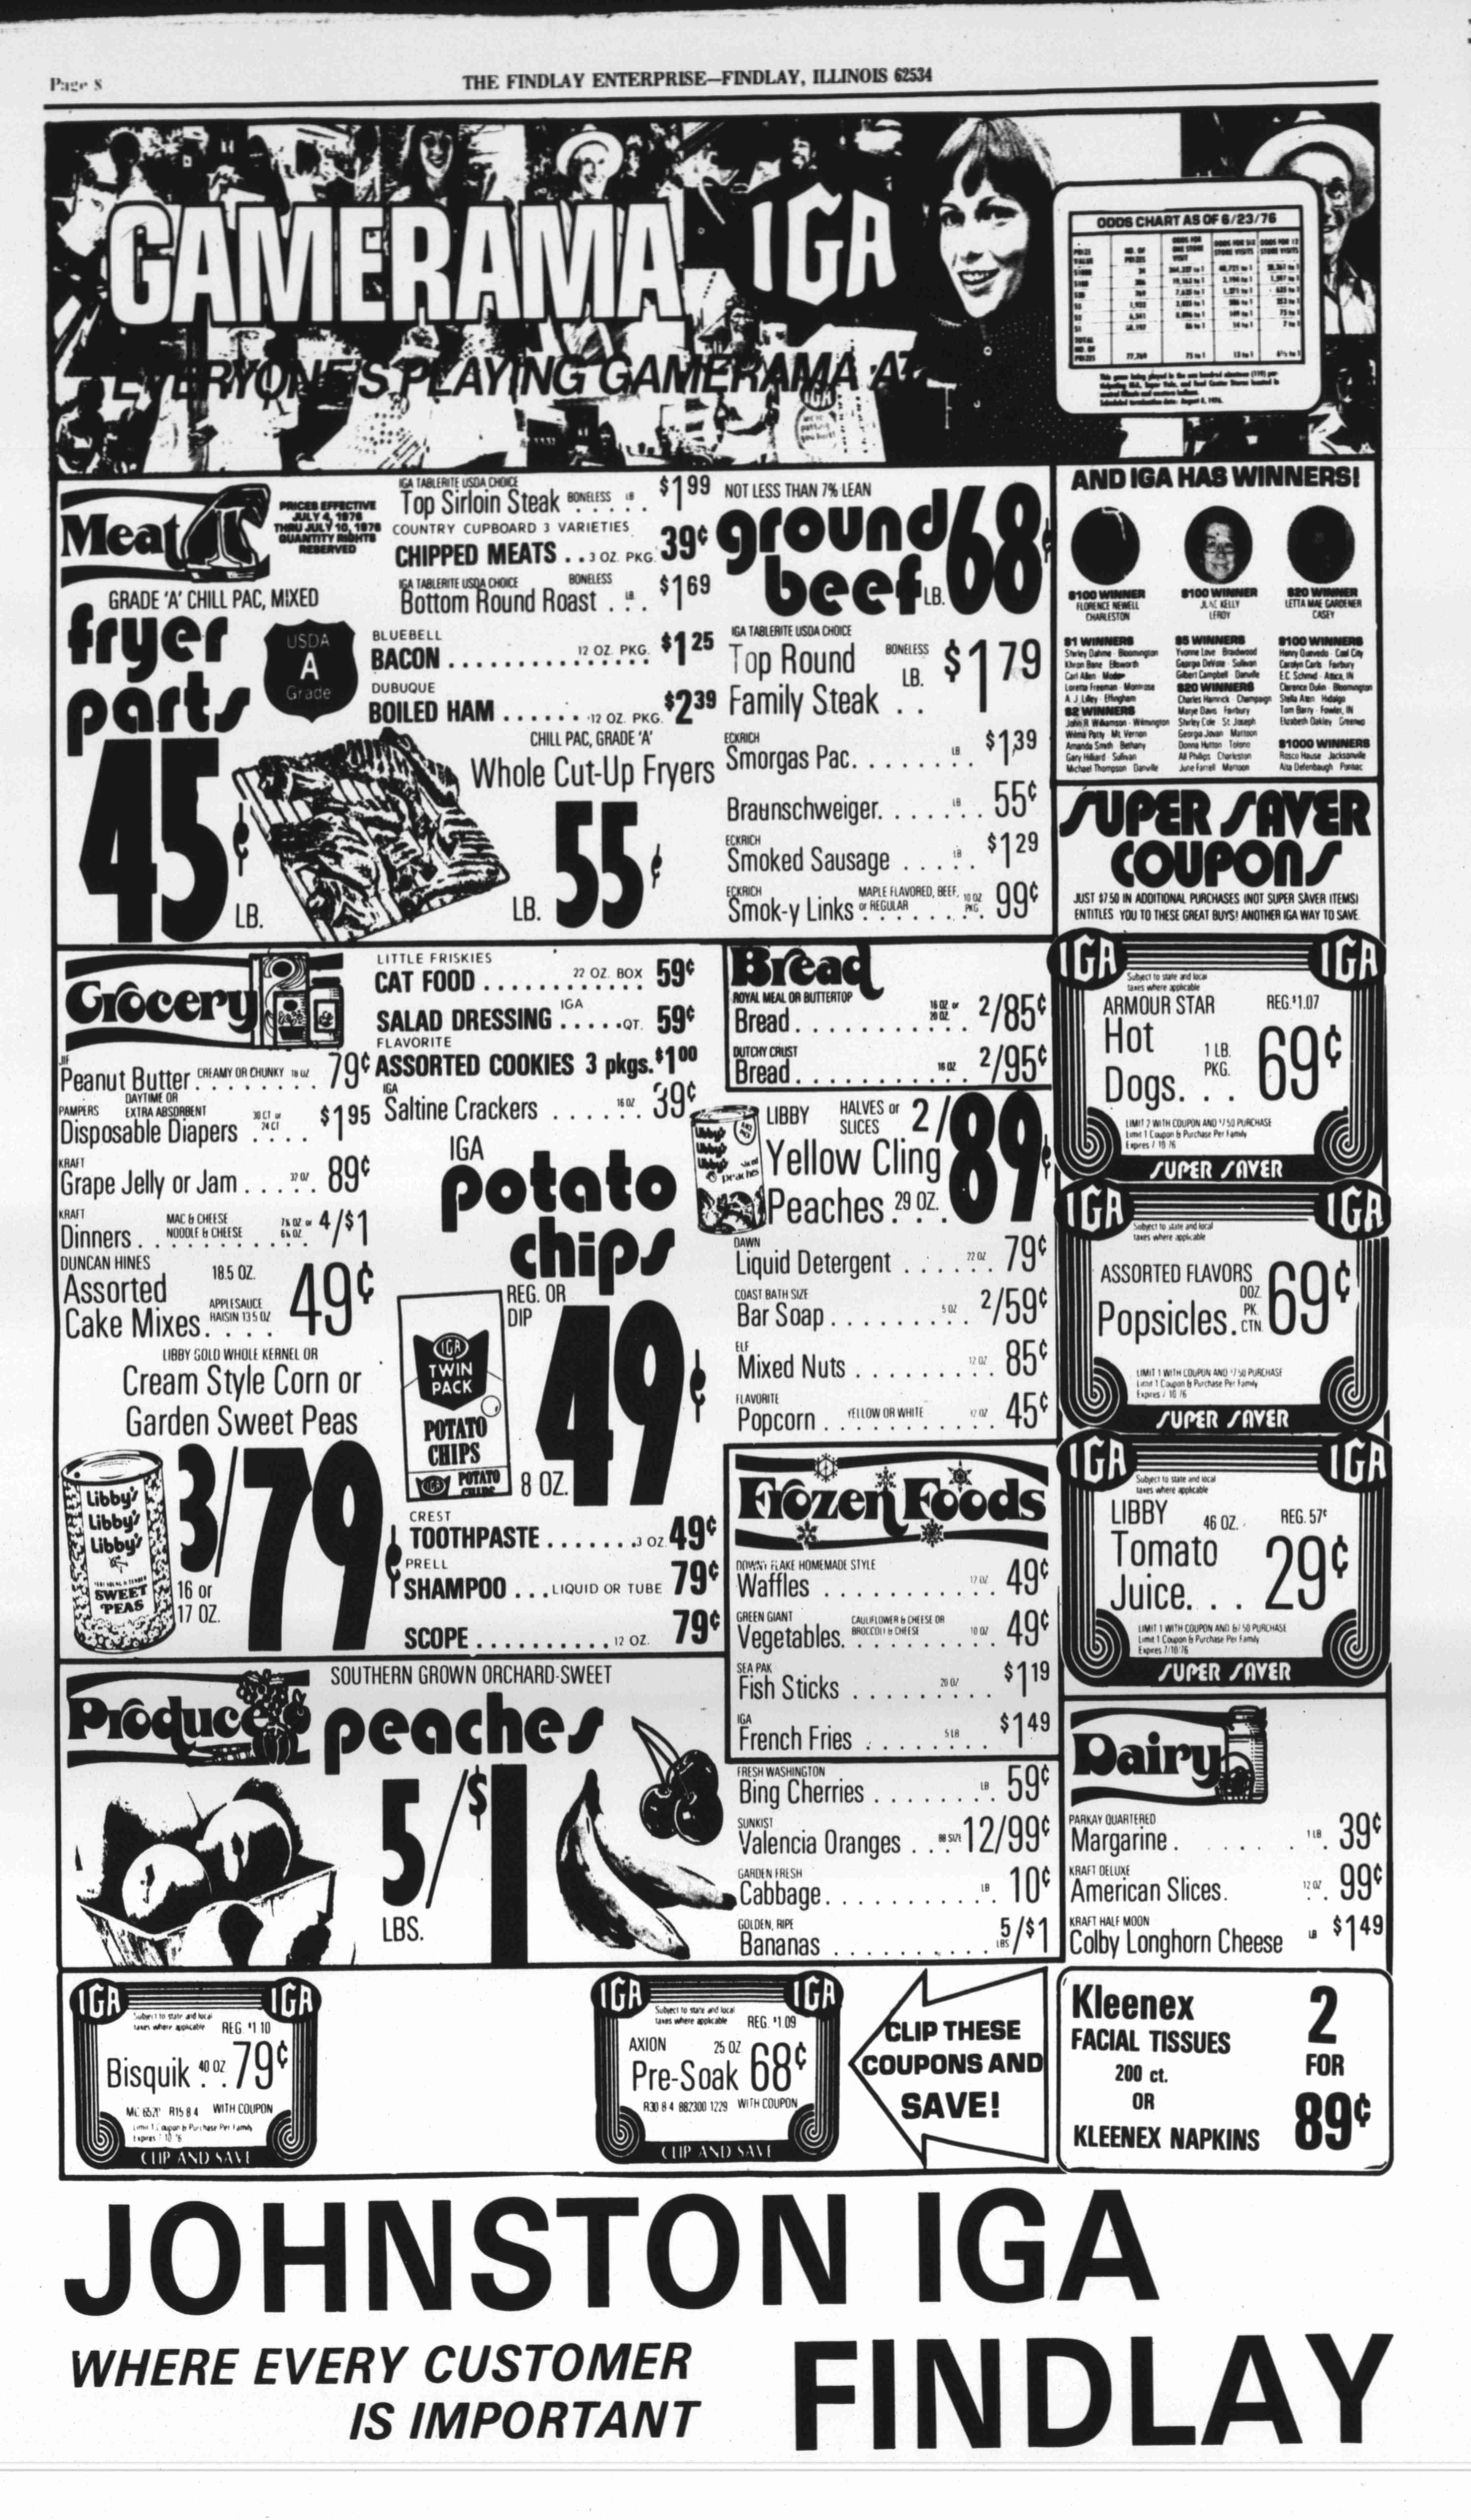 Page 8
THE FINDLAY ENTERPRISE—FINDLAY, ILLINOIS 62534
GAMERAMA IGA
EVERYONE'S PLAYING GAMERAMA AT
ODDS CHART AS OF 6/23/76
Meat
PRICES EFFECTIVE
JULY 4, 1976
THRU JULY 10, 1976
QUANTITY RIGHTS
RESERVED
IGA TABLERITE USDA CHOICE
Top Sirloin Steak BONELESS LB $1.99
COUNTRY CUPBOARD 3 VARIETIES
CHIPPED MEATS . . 3 OZ. PKG. 39¢
IGA TABLERITE USDA CHOICE BONELESS
Bottom Round Roast . . LB. $1.69
NOT LESS THAN 7% LEAN
ground
beef LB. 68¢
GRADE 'A' CHILL PAC, MIXED
fryer
parts
45¢ LB.
USDA
A
Grade
BLUEBELL
BACON . . . 12 OZ. PKG. $1.25
DUBUQUE
BOILED HAM . . . 12 OZ. PKG. $2.39
CHILL PAC, GRADE 'A'
Whole Cut-Up Fryers
LB. 55¢
IGA TABLERITE USDA CHOICE
Top Round BONELESS
Family Steak . . LB. $1.79
ECKRICH
Smorgas Pac. . . . LB $1.39
Braunschweiger. . . . LB 55¢
ECKRICH
Smoked Sausage . . . LB $1.29
ECKRICH
Smok-y Links MAPLE FLAVORED, BEEF, or REGULAR 10 OZ PKG. 99¢
AND IGA HAS WINNERS!
$100 WINNER
FLORENCE NEWELL
CHARLESTON
$100 WINNER
KELLY
LEROY
$20 WINNER
LETTA MAE GARDENER
CASEY
$1 WINNERS
Shirley Dahme - Bloomington
Khron Bane Ellsworth
Carl Allen
Loretta Freeman - Montrose
A. J. Lilley - Effingham
$2 WINNERS
John R Williamson - Wilmington
Wilma Patty - Mt. Vernon
Amanda Smith Bethany
Gary Hilliard Sullivan
Michael Thompson Danville
$5 WINNERS
Yvonne Love Braidwood
George DeVote - Sullivan
Gilbert Campbell Danville
$20 WINNERS
Charles Hamrick Champaign
Marye Davis Fairbury
Shirley Cole St Joseph
George Jovan Mattoon
Donna Hutton Tolono
All Philips Charleston
June Farrell Mattoon
$100 WINNERS
Henry Quevedo - Coal City
Carolyn Carls Fairbury
E.C. Schmid - Attica, IN
Clarence Dulin - Bloomington
Stella Aten Hidalgo
Tom Barry - Fowler, IN
Elizabeth Oakley Greenup
$1000 WINNERS
Rosco House Jacksonville
Alta Defenbaugh Pontiac
SUPER SAVER
COUPONS
JUST $7.50 IN ADDITIONAL PURCHASES (NOT SUPER SAVER ITEMS)
ENTITLES YOU TO THESE GREAT BUYS! ANOTHER IGA WAY TO SAVE.
IGA IGA
Subject to state and local
taxes where applicable
ARMOUR STAR REG. $1.07
Hot
Dogs. . . 1 LB. PKG. 69¢
LIMIT 2 WITH COUPON AND $7.50 PURCHASE
Limit 1 Coupon & Purchase Per Family
Expires 7 10 76
SUPER SAVER
IGA IGA
Subject to state and local
taxes where applicable
ASSORTED FLAVORS
Popsicles. DOZ. PK. CTN. 69¢
LIMIT 1 WITH COUPON AND $7.50 PURCHASE
Limit 1 Coupon & Purchase Per Family
Expires 7 10 76
SUPER SAVER
IGA IGA
Subject to state and local
taxes where applicable
LIBBY 46 OZ. REG. 57¢
Tomato
Juice. . . 29¢
LIMIT 1 WITH COUPON AND $7.50 PURCHASE
Limit 1 Coupon & Purchase Per Family
Expires 7/10/76
SUPER SAVER
Grocery
LITTLE FRISKIES
CAT FOOD . . . 22 OZ. BOX 59¢
IGA
SALAD DRESSING . . . QT. 59¢
FLAVORITE
ASSORTED COOKIES 3 pkgs. $1.00
IGA
Saltine Crackers . . . 16 OZ. 39¢
JIF
Peanut Butter CREAMY OR CHUNKY 18 OZ 79¢
PAMPERS DAYTIME OR EXTRA ABSORBENT
Disposable Diapers 30 CT or 24 CT $1.95
KRAFT
Grape Jelly or Jam . . . 32 OZ 89¢
KRAFT
Dinners MAC & CHEESE NOODLE & CHEESE 7¼ OZ or 6¾ OZ. 4/$1
DUNCAN HINES
Assorted 18.5 OZ.
Cake Mixes. APPLESAUCE RAISIN 13.5 OZ 49¢
LIBBY GOLD WHOLE KERNEL OR
Cream Style Corn or
Garden Sweet Peas
3/79¢
16 or
17 OZ.
Libby's
Libby's
Libby's
SWEET
PEAS
IGA
potato
chips
REG. OR
DIP
49¢
8 OZ.
IGA
TWIN
PACK
POTATO
CHIPS
CREST
TOOTHPASTE . . . 3 OZ. 49¢
PRELL
SHAMPOO . . . LIQUID OR TUBE 79¢
SCOPE . . . 12 OZ. 79¢
Bread
ROYAL MEAL OR BUTTERTOP
Bread. . . 16 OZ. or 20 OZ. 2/85¢
DUTCHY CRUST
Bread. . . 16 OZ. 2/95¢
LIBBY HALVES or SLICES
Yellow Cling
Peaches 29 OZ. 2/89¢
DAWN
Liquid Detergent . . . 22 OZ 79¢
COAST BATH SIZE
Bar Soap . . . 5 OZ 2/59¢
ELF
Mixed Nuts . . . 12 OZ 85¢
FLAVORITE
Popcorn YELLOW OR WHITE 45¢
Frozen Foods
DOWNY FLAKE HOMEMADE STYLE
Waffles . . . 12 OZ 49¢
GREEN GIANT
Vegetables. CAULIFLOWER & CHEESE OR BROCCOLI & CHEESE 10 OZ 49¢
SEA PAK
Fish Sticks . . . 20 OZ $1.19
IGA
French Fries . . . 5 LB $1.49
Produce
SOUTHERN GROWN ORCHARD-SWEET
peaches
5/$1
LBS.
FRESH WASHINGTON
Bing Cherries . . . LB 59¢
SUNKIST
Valencia Oranges . . 88 SIZE 12/99¢
GARDEN FRESH
Cabbage. . . LB 10¢
GOLDEN, RIPE
Bananas . . . 5 LBS/$1
Dairy
PARKAY QUARTERED
Margarine . . . 1 LB. 39¢
KRAFT DELUXE
American Slices. 12 OZ. 99¢
KRAFT HALF MOON
Colby Longhorn Cheese LB $1.49
IGA IGA
Subject to state and local
taxes where applicable REG. $1.10
Bisquik 40 OZ 79¢
WITH COUPON
Limit 1 Coupon & Purchase Per Family
CLIP AND SAVE
IGA IGA
Subject to state and local
taxes where applicable REG. $1.09
AXION 25 OZ
Pre-Soak 68¢
R30 8 4 882300 1229 WITH COUPON
CLIP AND SAVE
CLIP THESE
COUPONS AND
SAVE!
Kleenex
FACIAL TISSUES
200 ct.
OR
KLEENEX NAPKINS
2
FOR
89¢
JOHNSTON IGA
WHERE EVERY CUSTOMER
IS IMPORTANT
FINDLAY